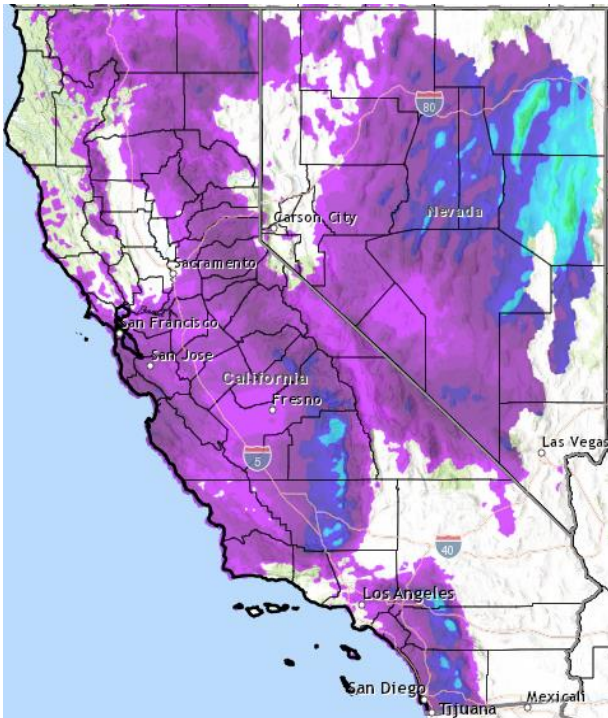 80
Nevada
Carson City
Sacramento
San Francisco
San Jose
California
Fresno
Las Vegas
5
40
Los Angeles
San Diego
Tijuana
Mexicali